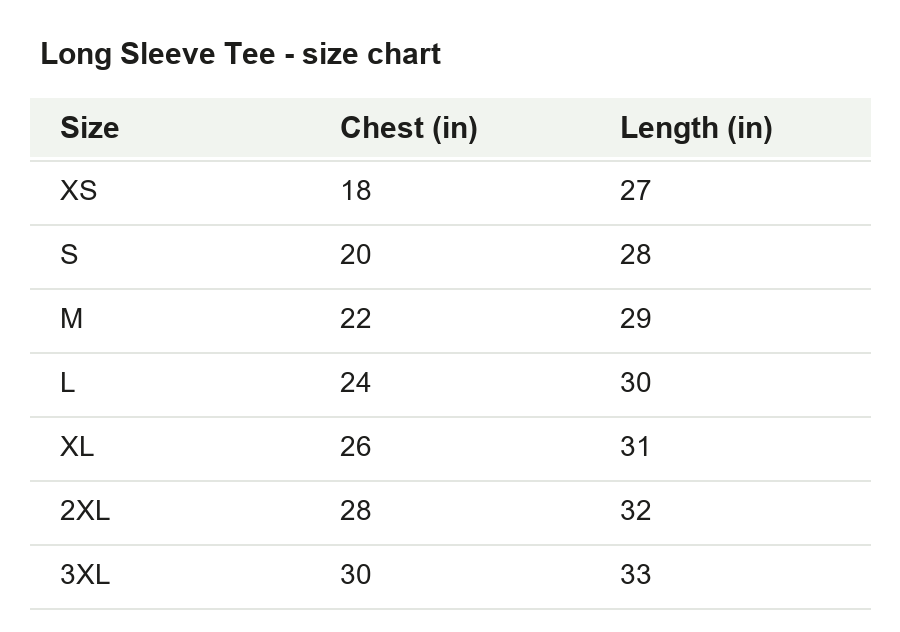 Long Sleeve Tee - size chart
Size Chest (in) Length (in)
XS 18 27
S 20 28
M 22 29
L 24 30
XL 26 31
2XL 28 32
3XL 30 33